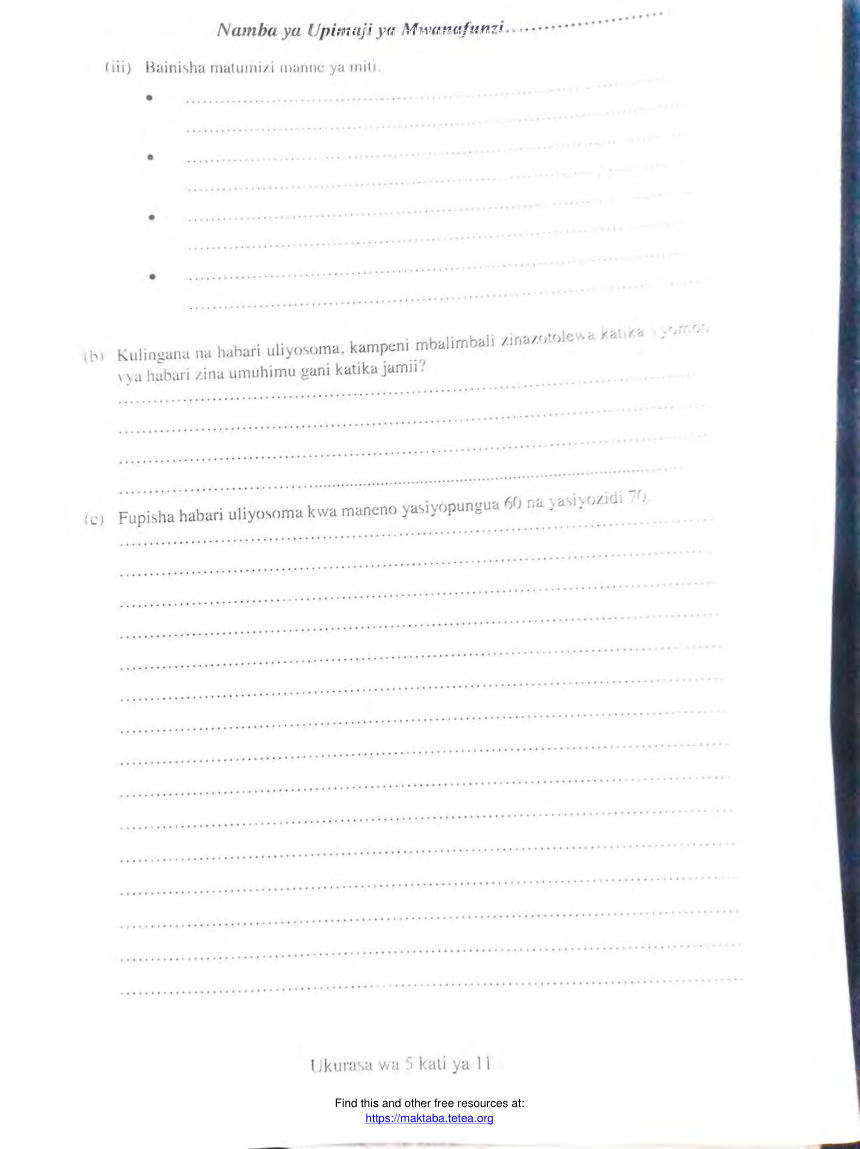 Namba ya Upimaji ya Mwanafunzi..............................
(iii) Bainisha matumizi manne ya miti.
•
•
•
•
(b) Kulingana na habari uliyosoma, kampeni mbalimbali zinazotolewa katika vyombo
vya habari zina umuhimu gani katika jamii?
(c) Fupisha habari uliyosoma kwa maneno yasiyopungua 60 na yasiyozidi 70.
Ukurasa wa 5 kati ya 11
Find this and other free resources at:
https://maktaba.tetea.org